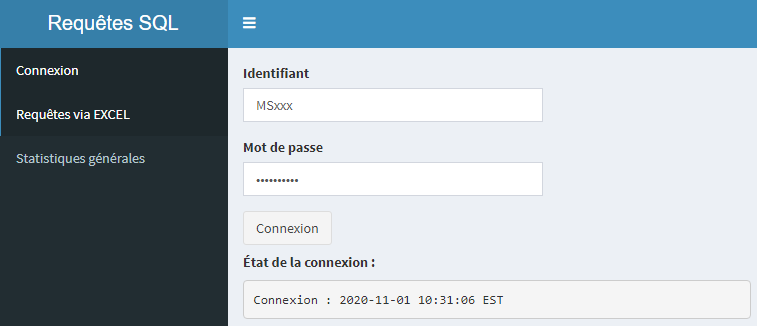 Requêtes SQL
Connexion
Requêtes via EXCEL
Statistiques générales
Identifiant
MSxxx
Mot de passe
••••••••••
Connexion
État de la connexion :
Connexion : 2020-11-01 10:31:06 EST